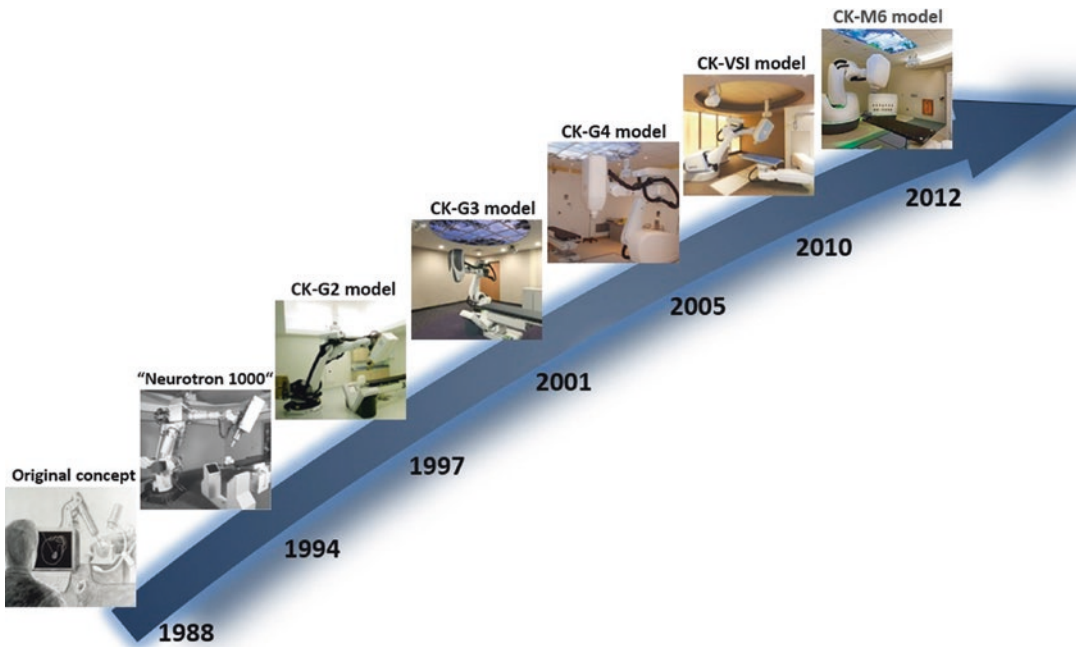 CK-M6 model
CK-VSI model
CK-G4 model
CK-G3 model
CK-G2 model
“Neurotron 1000“
Original concept
2012
2010
2005
2001
1997
1994
1988